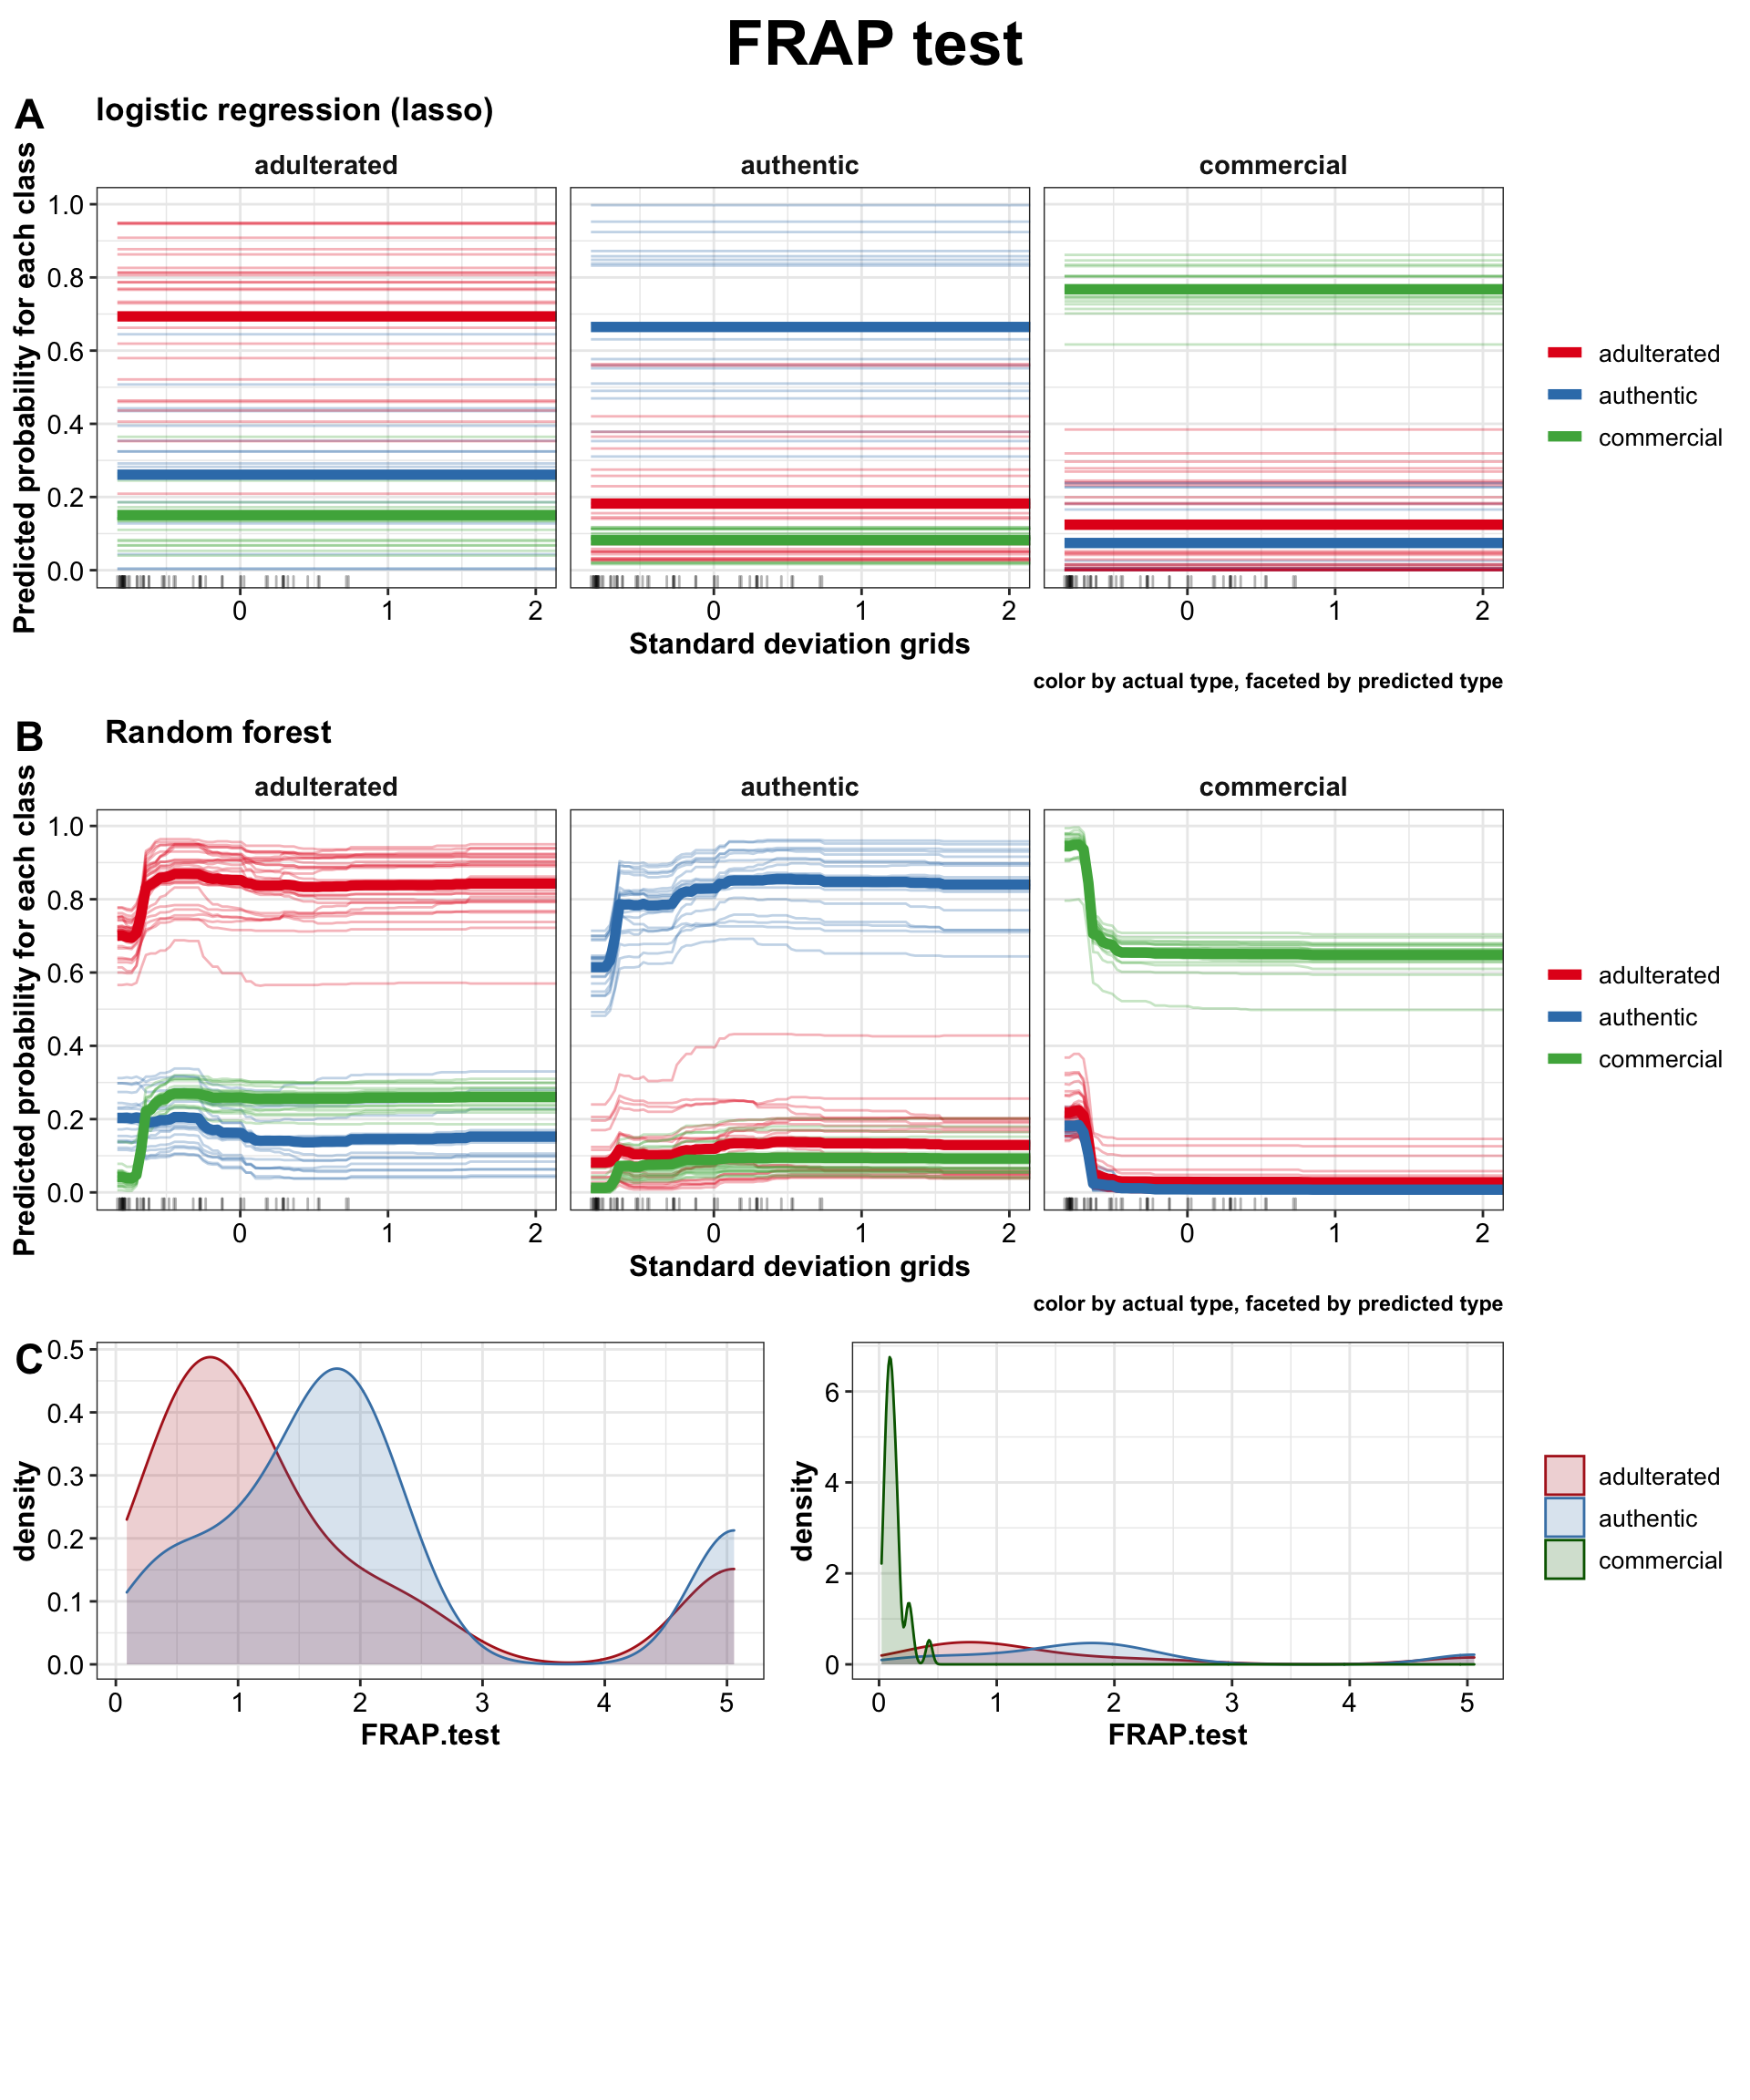 FRAP test
A
logistic regression (lasso)
adulterated authentic commercial
Predicted probability for each class
1.0
0.8
0.6
0.4
0.2
0.0
0 1 2 0 1 2 0 1 2
Standard deviation grids
color by actual type, faceted by predicted type
adulterated
authentic
commercial
B
Random forest
adulterated authentic commercial
Predicted probability for each class
1.0
0.8
0.6
0.4
0.2
0.0
0 1 2 0 1 2 0 1 2
Standard deviation grids
color by actual type, faceted by predicted type
adulterated
authentic
commercial
C
density
0.5
0.4
0.3
0.2
0.1
0.0
0 1 2 3 4 5
FRAP.test
density
6
4
2
0
0 1 2 3 4 5
FRAP.test
adulterated
authentic
commercial